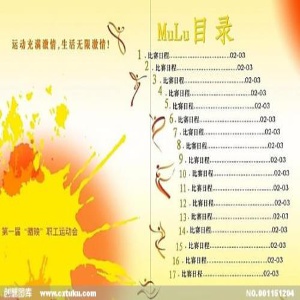 运动充满激情,生活无限激情!
MuLu目录
1、比赛日程..................02-03
2、比赛日程..................02-03
3、比赛日程..................02-03
4、比赛日程..................02-03
5、比赛日程..................02-03
6、比赛日程..................02-03
7、比赛日程..................02-03
8、比赛日程..................02-03
9、比赛日程..................02-03
10、比赛日程..................02-03
11、比赛日程..................02-03
12、比赛日程..................02-03
13、比赛日程..................02-03
14、比赛日程..................02-03
15、比赛日程..................02-03
16、比赛日程..................02-03
17、比赛日程..................02-03
第一届 职工运动会
www.cxtuku.com
NO.001151204